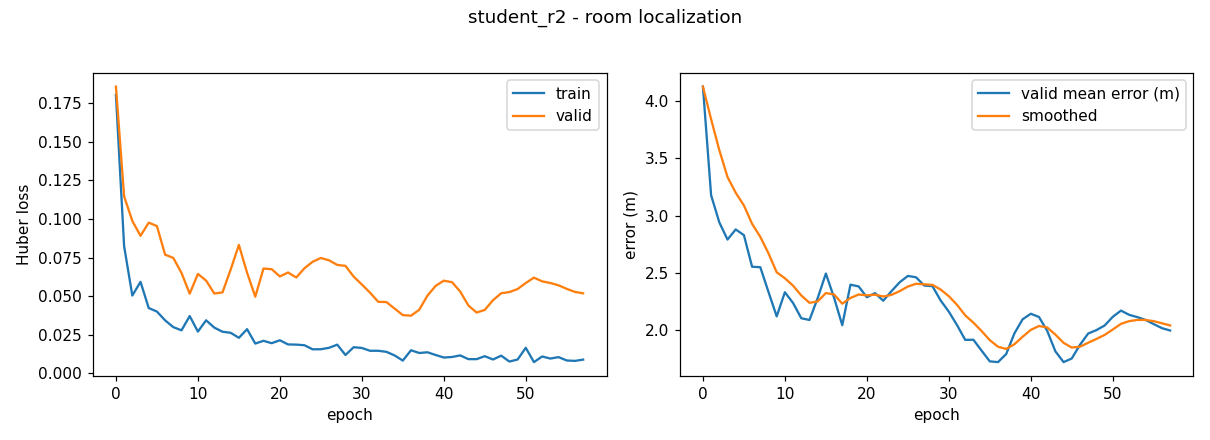 student_r2 - room localization
train
valid
Huber loss
0.175
0.150
0.125
0.100
0.075
0.050
0.025
0.000
0 10 20 30 40 50
epoch
valid mean error (m)
smoothed
error (m)
4.0
3.5
3.0
2.5
2.0
0 10 20 30 40 50
epoch